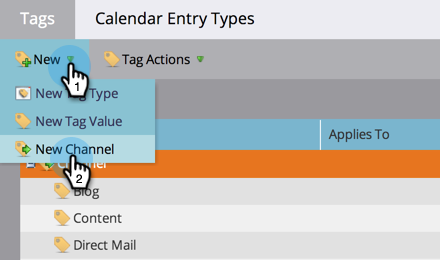 Tags Calendar Entry Types
New Tag Actions
1
New Tag Type
New Tag Value
Applies To
New Channel
2
Blog
Content
Direct Mail